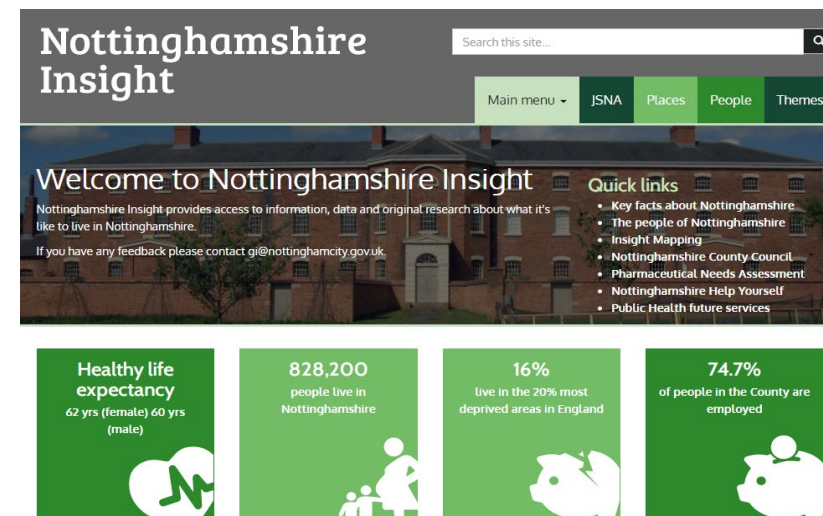 Nottinghamshire
Insight
Search this site...
Main menu
JSNA
Places
People
Themes
Welcome to Nottinghamshire Insight
Nottinghamshire Insight provides access to information, data and original research about what it's
like to live in Nottinghamshire.
If you have any feedback please contact gi@nottinghamcity.gov.uk.
Quick links
Key facts about Nottinghamshire
The people of Nottinghamshire
Insight Mapping
Nottinghamshire County Council
Pharmaceutical Needs Assessment
Nottinghamshire Help Yourself
Public Health future services
Healthy life
expectancy
62 yrs (female) 60 yrs
(male)
828,200
people live in
Nottinghamshire
16%
live in the 20% most
deprived areas in England
74.7%
of people in the County are
employed